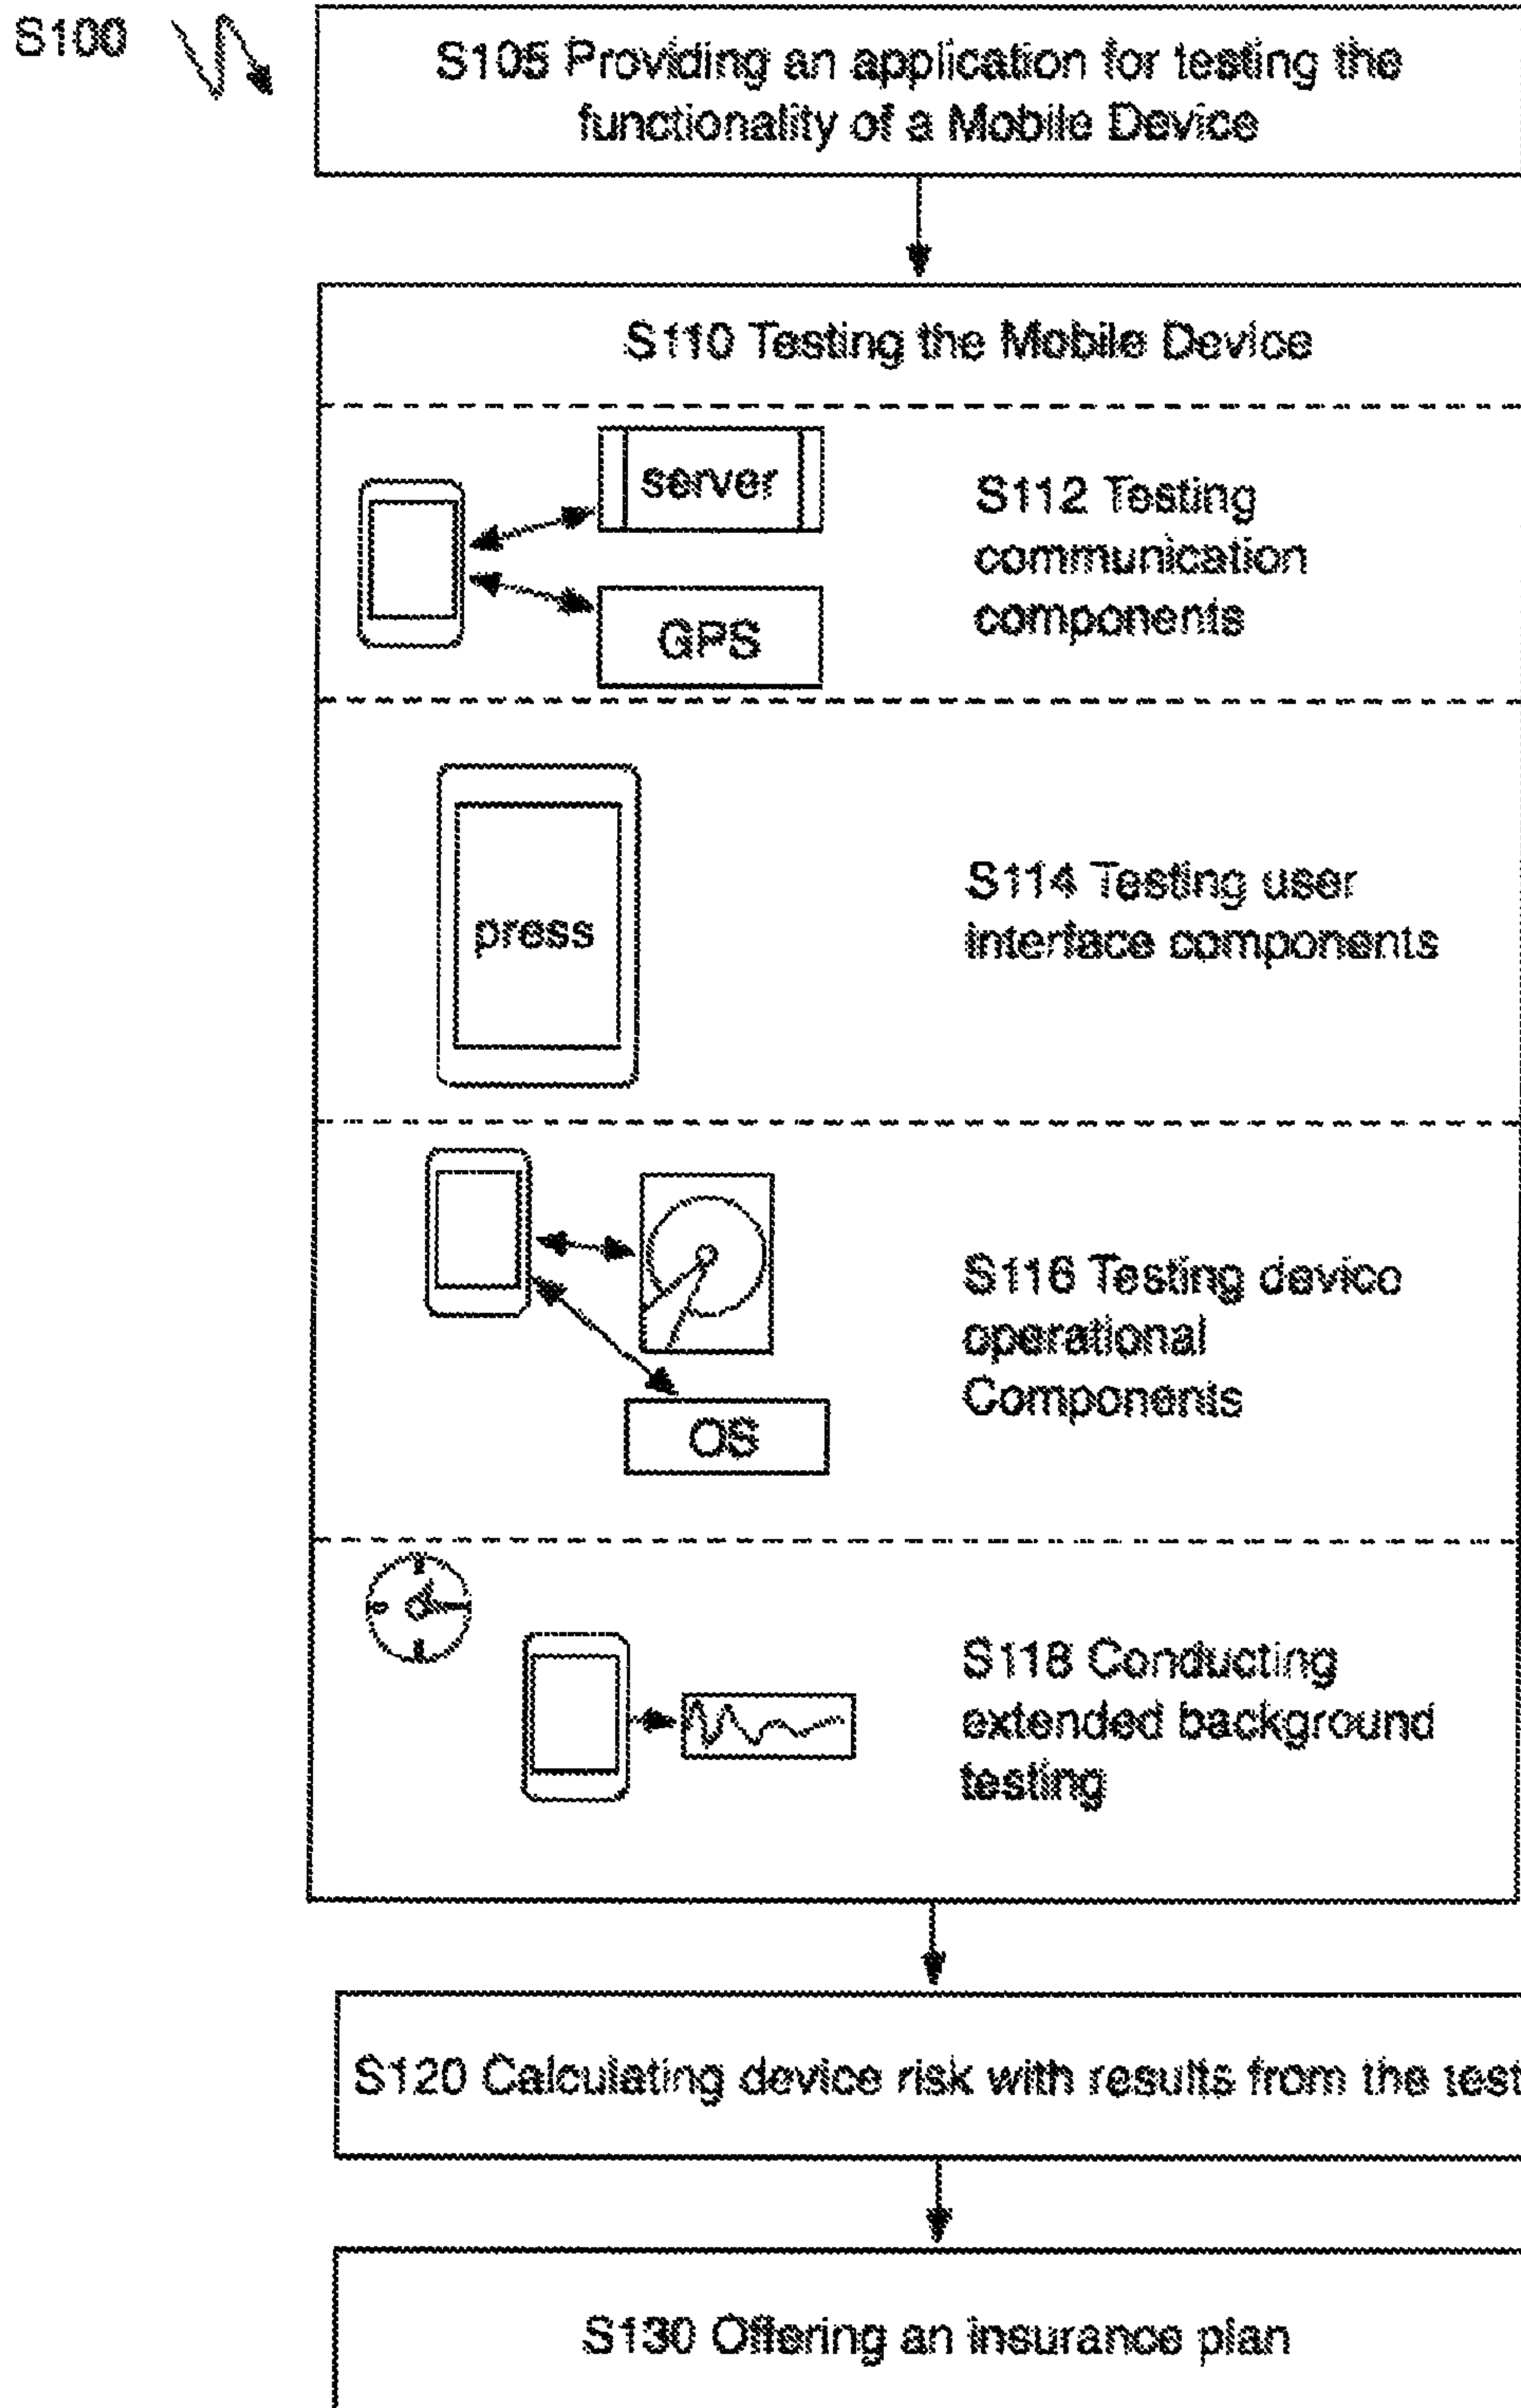 S100
S105 Providing an application for testing the
functionality of a Mobile Device
S110 Testing the Mobile Device
server
GPS
S112 Testing
communication
components
press
S114 Testing user
interface components
OS
S116 Testing device
operational
Components
S118 Conducting
extended background
testing
S120 Calculating device risk with results from the test
S130 Offering an insurance plan